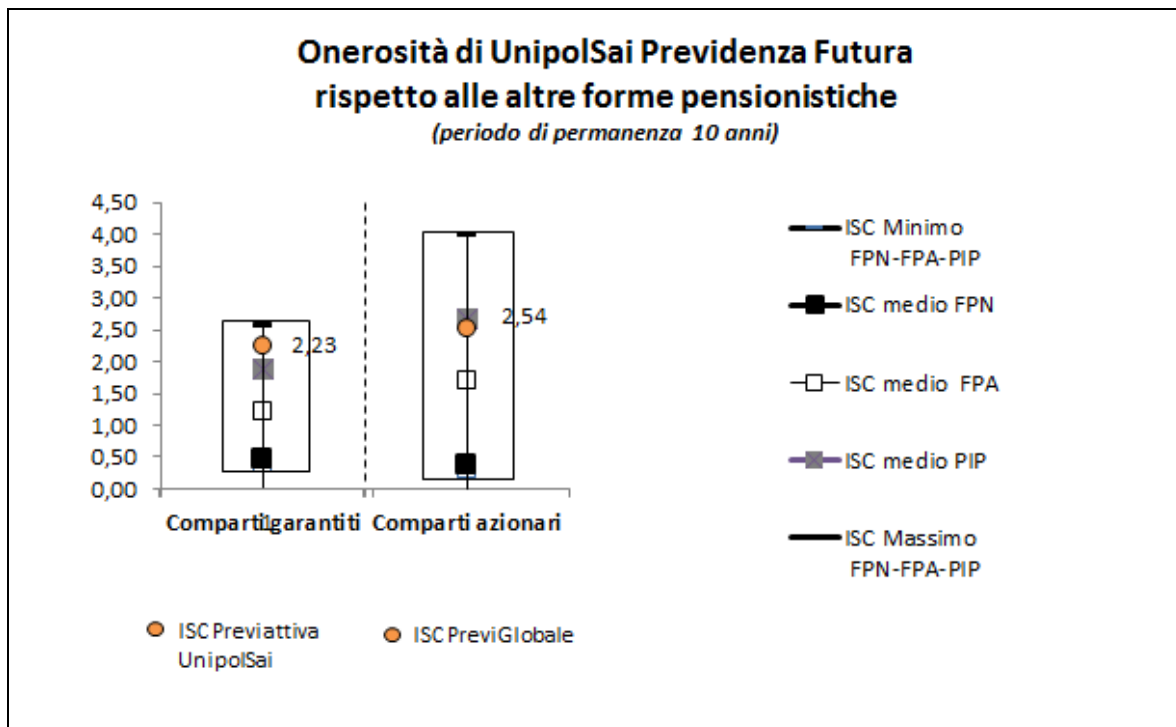 Onerosità di UnipolSai Previdenza Futura
rispetto alle altre forme pensionistiche
(periodo di permanenza 10 anni)
4,50
4,00
3,50
3,00
2,50
2,00
1,50
1,00
0,50
0,00
2,23
2,54
Comparti garantiti
Comparti azionari
ISC Minimo
FPN-FPA-PIP
ISC medio FPN
ISC medio FPA
ISC medio PIP
ISC Massimo
FPN-FPA-PIP
ISC Previattiva
UnipolSai
ISC PreviGlobale